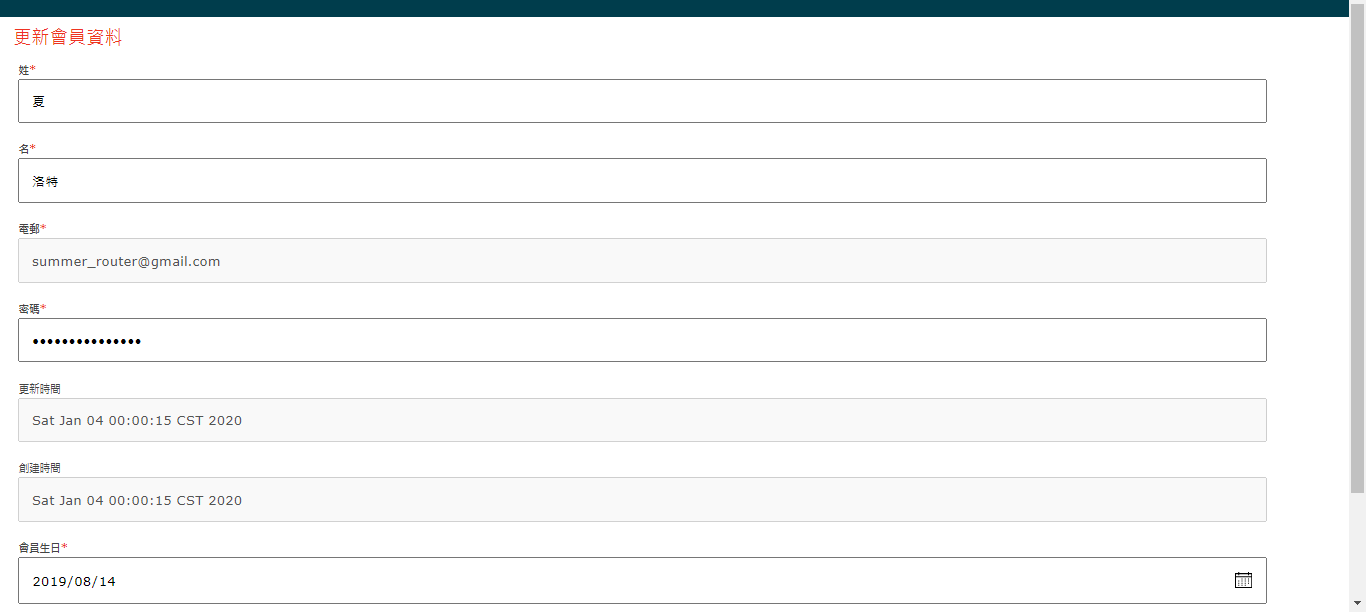 更新會員資料
姓*
夏
名*
洛特
電郵*
summer_router@gmail.com
密碼*
•••••••••••••••
更新時間
Sat Jan 04 00:00:15 CST 2020
創建時間
Sat Jan 04 00:00:15 CST 2020
會員生日*
2019/08/14